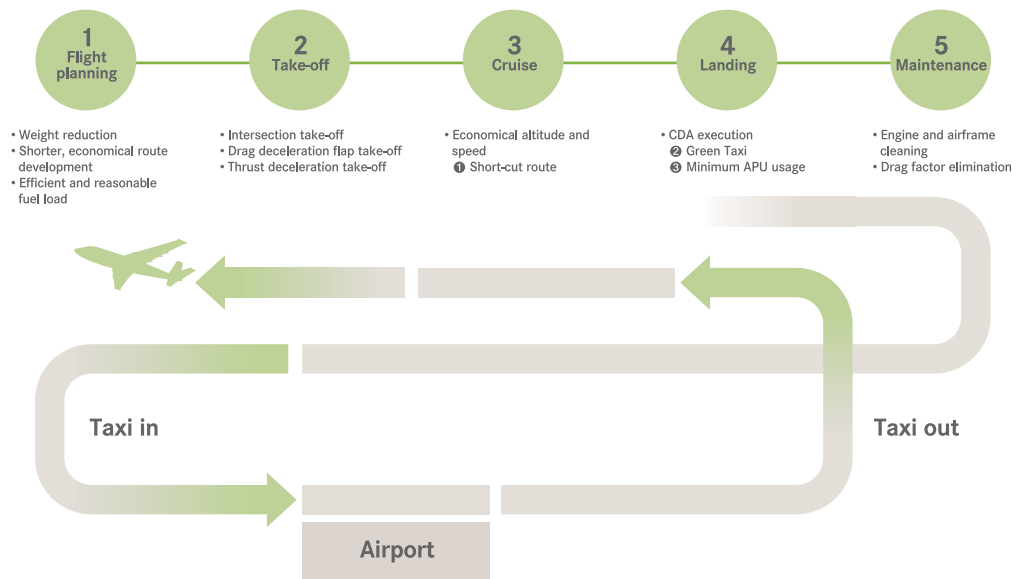 1
Flight
planning
2
Take-off
3
Cruise
4
Landing
5
Maintenance
• Weight reduction
• Shorter, economical route
development
• Efficient and reasonable
fuel load
• Intersection take-off
• Drag deceleration flap take-off
• Thrust deceleration take-off
• Economical altitude and
speed
❶ Short-cut route
• CDA execution
❷ Green Taxi
❸ Minimum APU usage
• Engine and airframe
cleaning
• Drag factor elimination
Taxi in
Taxi out
Airport